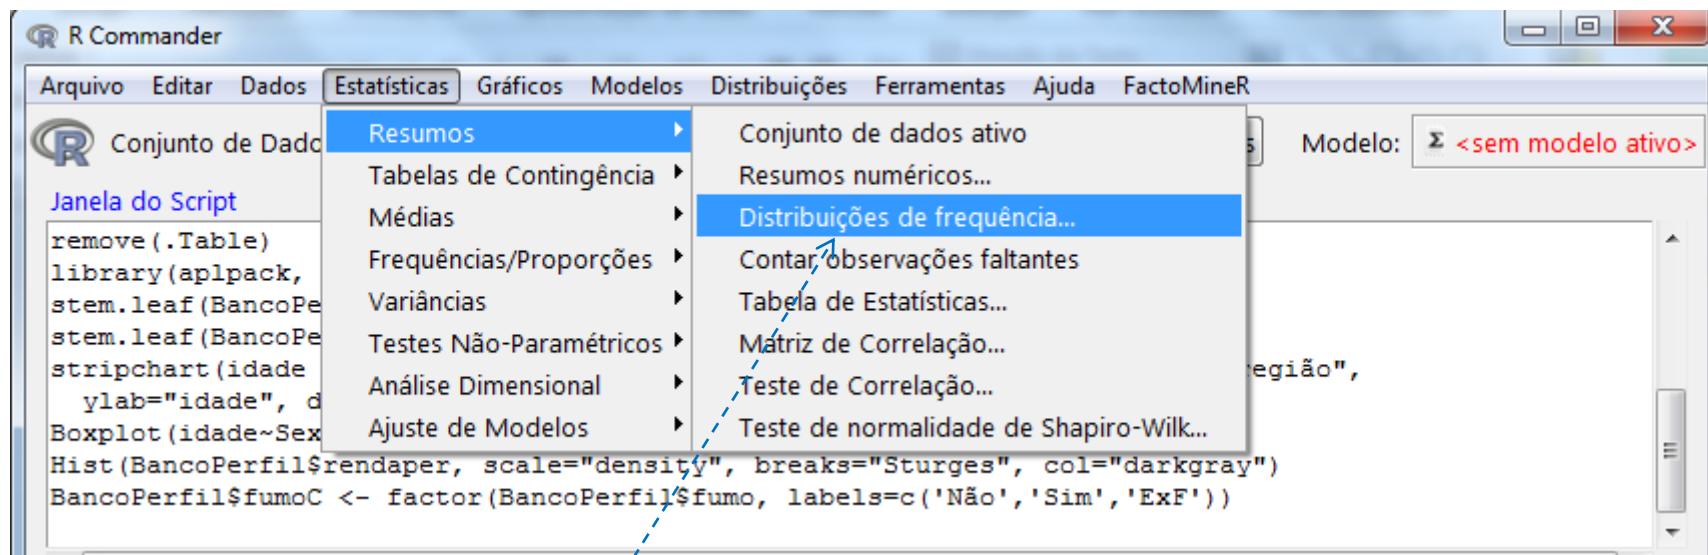 R Commander
Arquivo Editar Dados Estatísticas Gráficos Modelos Distribuições Ferramentas Ajuda FactoMineR
Conjunto de Dado
Modelo: Σ <sem modelo ativo>
Resumos
Tabelas de Contingência
Médias
Frequências/Proporções
Variâncias
Testes Não-Paramétricos
Análise Dimensional
Ajuste de Modelos
Conjunto de dados ativo
Resumos numéricos...
Distribuições de frequência...
Contar observações faltantes
Tabela de Estatísticas...
Matriz de Correlação...
Teste de Correlação...
Teste de normalidade de Shapiro-Wilk...
Janela do Script
remove(.Table)
library(aplpack,
stem.leaf(BancoPe
stem.leaf(BancoPe
stripchart(idade egião",
ylab="idade", d
Boxplot(idade~Sex
Hist(BancoPerfil$rendaper, scale="density", breaks="Sturges", col="darkgray")
BancoPerfil$fumoC <- factor(BancoPerfil$fumo, labels=c('Não','Sim','ExF'))